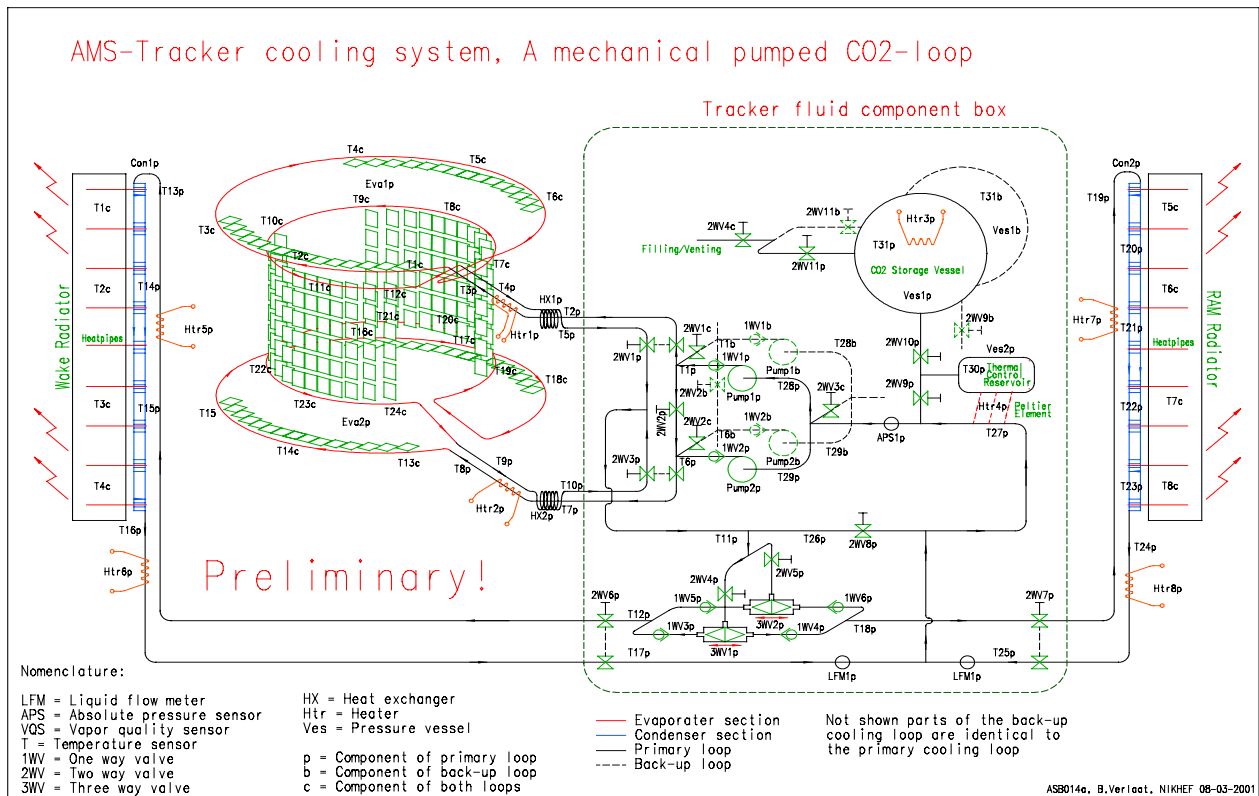 AMS-Tracker cooling system, A mechanical pumped CO2-loop
Tracker fluid component box
Con1p
T13p
Wake Radiator
T1c
T2c
Heatpipes
T3c
T4c
T14p
T15p
T16p
Htr5p
Htr6p
T4c
T5c
T6c
Eva1p
T9c
T8c
T10c
T3c
T2c
T1c
T7c
T11c
T12c
T3p
T4p
HX1p
T2p
T5p
Htr1p
T21c
T20c
T16c
T17c
T19c
T18c
T22c
T23c
T24c
T15
Eva2p
T14c
T13c
T8p
T9p
Htr2p
HX2p
T10p
T7p
2WV4c
Filling/Venting
2WV11b
2WV11p
Htr3p
T31p
CO2 Storage Vessel
Ves1p
T31b
Ves1b
2WV9b
2WV10p
2WV9p
Ves2p
T30p
Thermal
Control
Reservoir
Htr4p
Peltier
Element
T27p
APS1p
2WV1p
2WV1c
T1b
1WV1b
1WV1p
T1p
Pump1b
Pump1p
T28b
T28p
2WV3c
2WV2b
2WV2p
2WV2c
T6b
1WV2b
1WV2p
T6p
Pump2b
Pump2p
T29b
T29p
2WV3p
T11p
T26p
2WV8p
2WV5p
2WV4p
1WV5p
1WV6p
3WV2p
1WV3p
1WV4p
3WV1p
T12p
T18p
2WV6p
2WV7p
T17p
T25p
LFM1p
LFM1p
Con2p
T19p
T20p
T21p
T22p
T23p
T24p
Htr7p
Htr8p
T5c
T6c
Heatpipes
T7c
T8c
RAM Radiator
Preliminary!
Nomenclature:
LFM = Liquid flow meter
APS = Absolute pressure sensor
VQS = Vapor quality sensor
T = Temperature sensor
1WV = One way valve
2WV = Two way valve
3WV = Three way valve
HX = Heat exchanger
Htr = Heater
Ves = Pressure vessel
p = Component of primary loop
b = Component of back-up loop
c = Component of both loops
Evaporater section
Condenser section
Primary loop
Back-up loop
Not shown parts of the back-up
cooling loop are identical to
the primary cooling loop
ASB014a, B.Verlaat, NIKHEF 08-03-2001